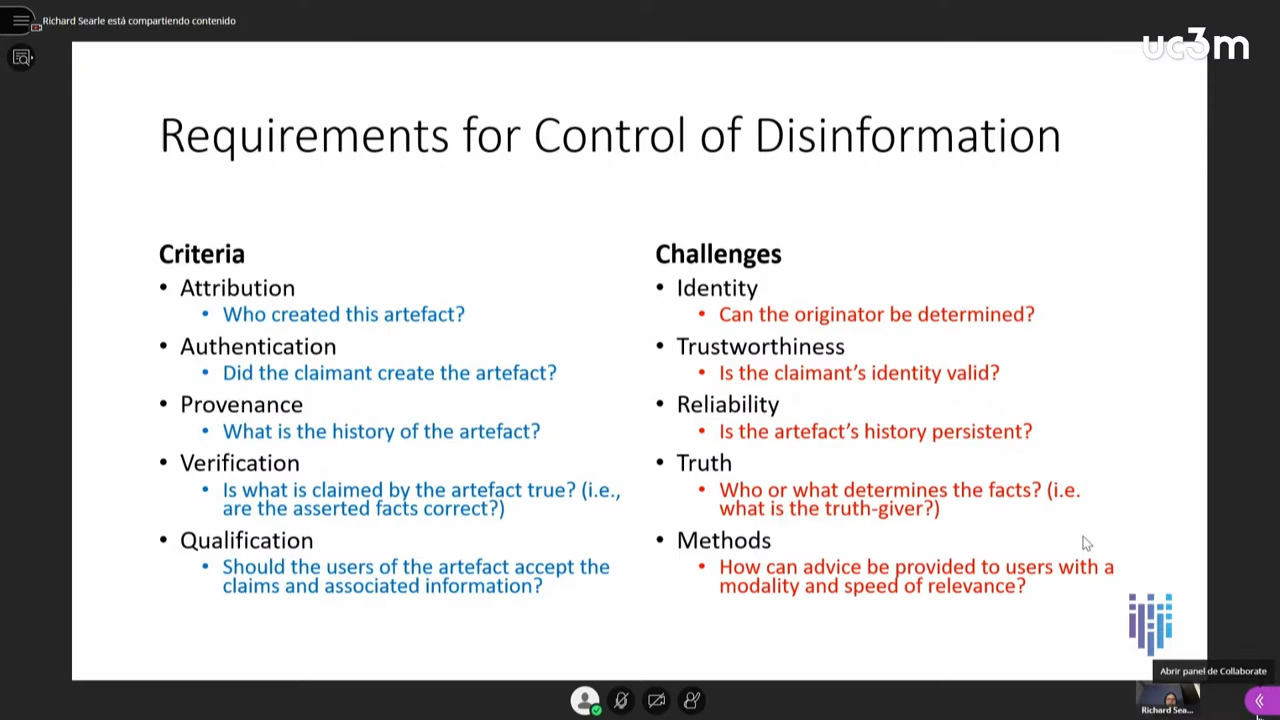 Richard Searle está compartiendo contenido
uc3m
Requirements for Control of Disinformation
Criteria
• Attribution
• Who created this artefact?
• Authentication
• Did the claimant create the artefact?
• Provenance
• What is the history of the artefact?
• Verification
• Is what is claimed by the artefact true? (i.e.,
are the asserted facts correct?)
• Qualification
• Should the users of the artefact accept the
claims and associated information?
Challenges
• Identity
• Can the originator be determined?
• Trustworthiness
• Is the claimant's identity valid?
• Reliability
• Is the artefact's history persistent?
• Truth
• Who or what determines the facts? (i.e.
what is the truth-giver?)
• Methods
• How can advice be provided to users with a
modality and speed of relevance?
Abrir panel de Collaborate
Richard Sea...